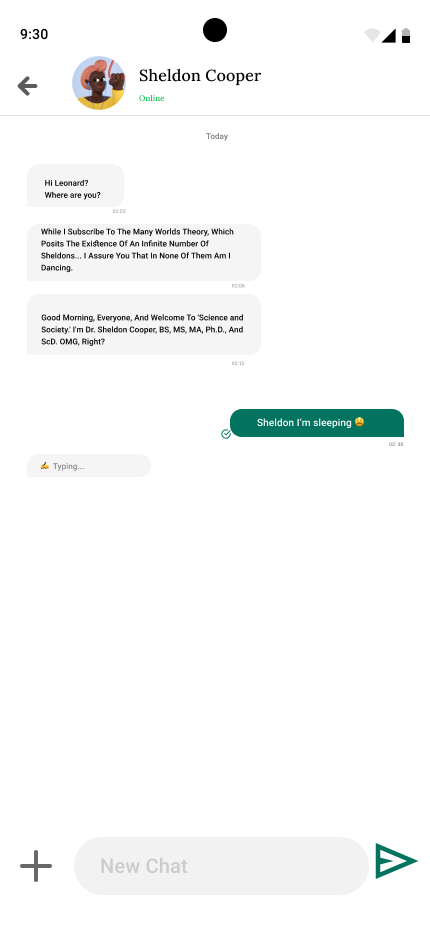 9:30
Sheldon Cooper
Online
Today
Hi Leonard?
Where are you?
02:03
While I Subscribe To The Many Worlds Theory, Which
Posits The Existence Of An Infinite Number Of
Sheldons... I Assure You That In None Of Them Am I
Dancing.
02:06
Good Morning, Everyone, And Welcome To 'Science and
Society.' I'm Dr. Sheldon Cooper, BS, MS, MA, Ph.D., And
ScD. OMG, Right?
02:15
Sheldon I'm sleeping 😩
03: 38
✍️ Typing...
New Chat